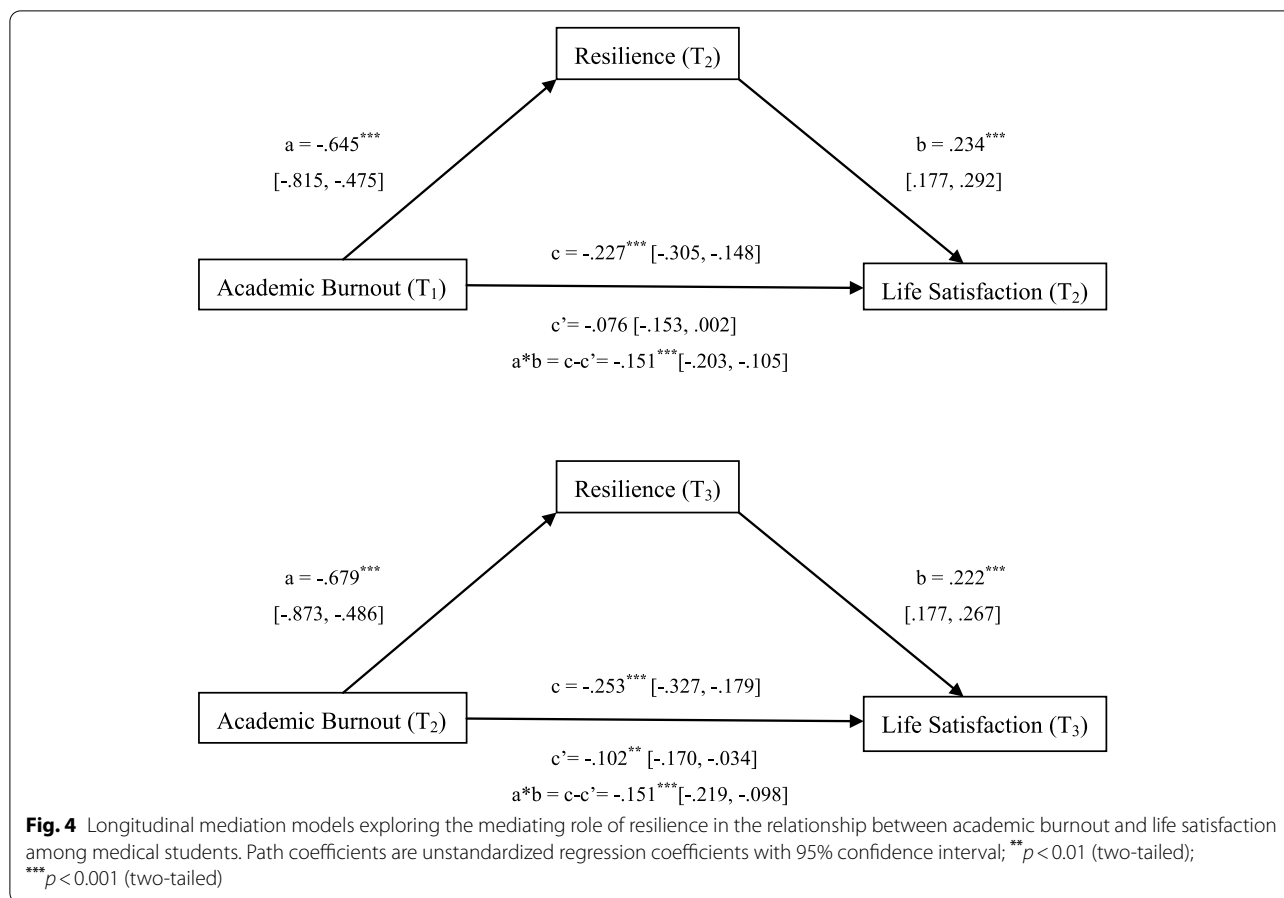 Resilience (T₂)
a = -.645***
[-.815, -.475]
b = .234***
[.177, .292]
c = -.227*** [-.305, -.148]
Academic Burnout (T₁)
Life Satisfaction (T₂)
c’= -.076 [-.153, .002]
a*b = c-c’= -.151***[-.203, -.105]
Resilience (T₃)
a = -.679***
[-.873, -.486]
b = .222***
[.177, .267]
c = -.253*** [-.327, -.179]
Academic Burnout (T₂)
Life Satisfaction (T₃)
c’= -.102** [-.170, -.034]
a*b = c-c’= -.151***[-.219, -.098]
Fig. 4 Longitudinal mediation models exploring the mediating role of resilience in the relationship between academic burnout and life satisfaction
among medical students. Path coefficients are unstandardized regression coefficients with 95% confidence interval; **p < 0.01 (two-tailed);
***p < 0.001 (two-tailed)